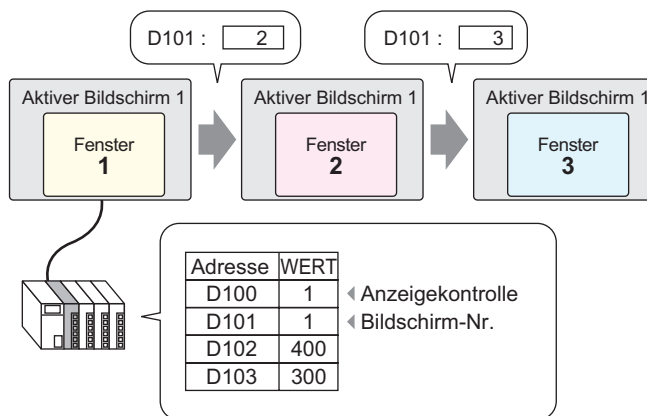 D101 : 2
D101 : 3
Aktiver Bildschirm 1
Fenster
1
Aktiver Bildschirm 1
Fenster
2
Aktiver Bildschirm 1
Fenster
3
Adresse WERT
D100 1 Anzeigekontrolle
D101 1 Bildschirm-Nr.
D102 400
D103 300